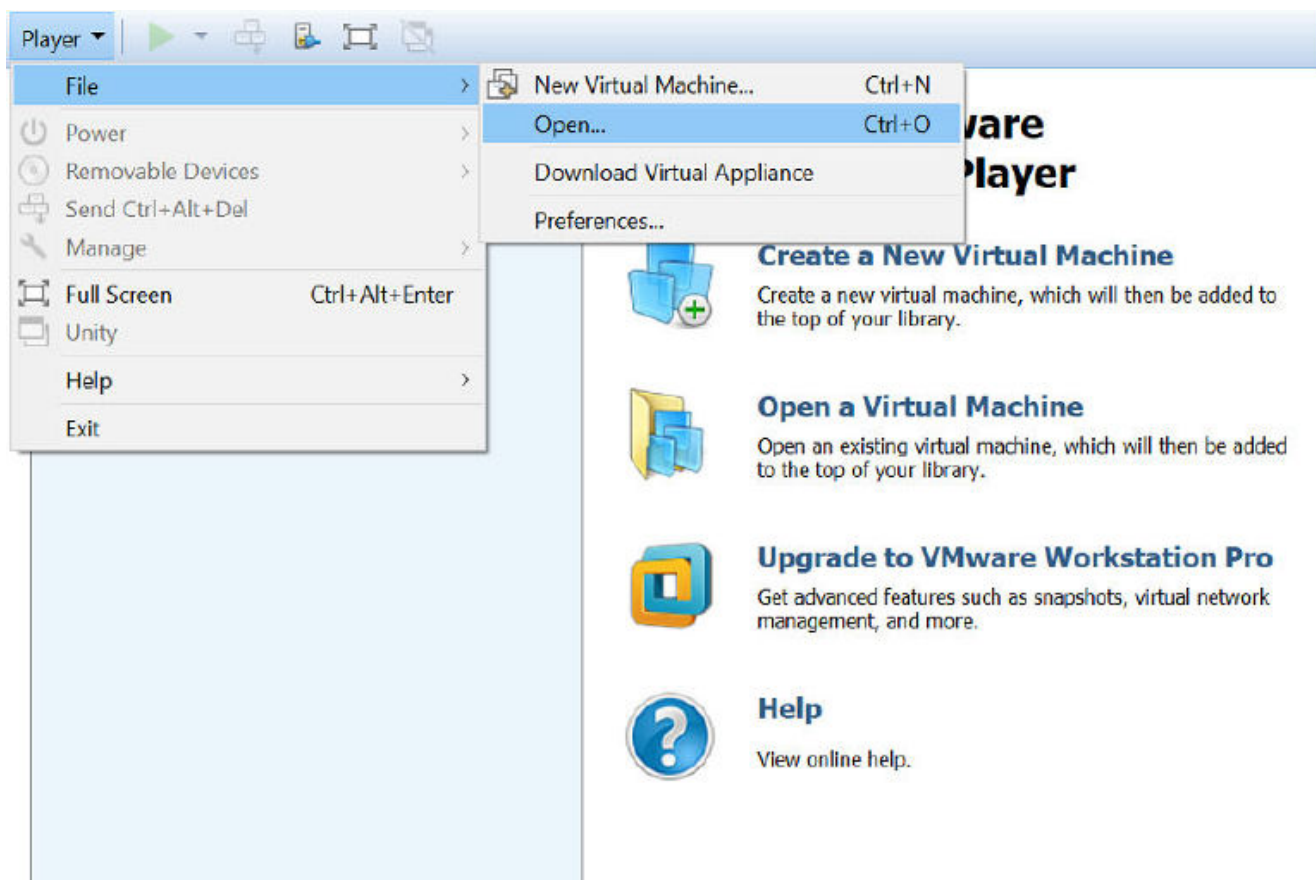 Player
File
New Virtual Machine... Ctrl+N
Open... Ctrl+O
Download Virtual Appliance
Preferences...
Power
Removable Devices
Send Ctrl+Alt+Del
Manage
Full Screen Ctrl+Alt+Enter
Unity
Help
Exit
Player
Create a New Virtual Machine
Create a new virtual machine, which will then be added to
the top of your library.
Open a Virtual Machine
Open an existing virtual machine, which will then be added
to the top of your library.
Upgrade to VMware Workstation Pro
Get advanced features such as snapshots, virtual network
management, and more.
Help
View online help.